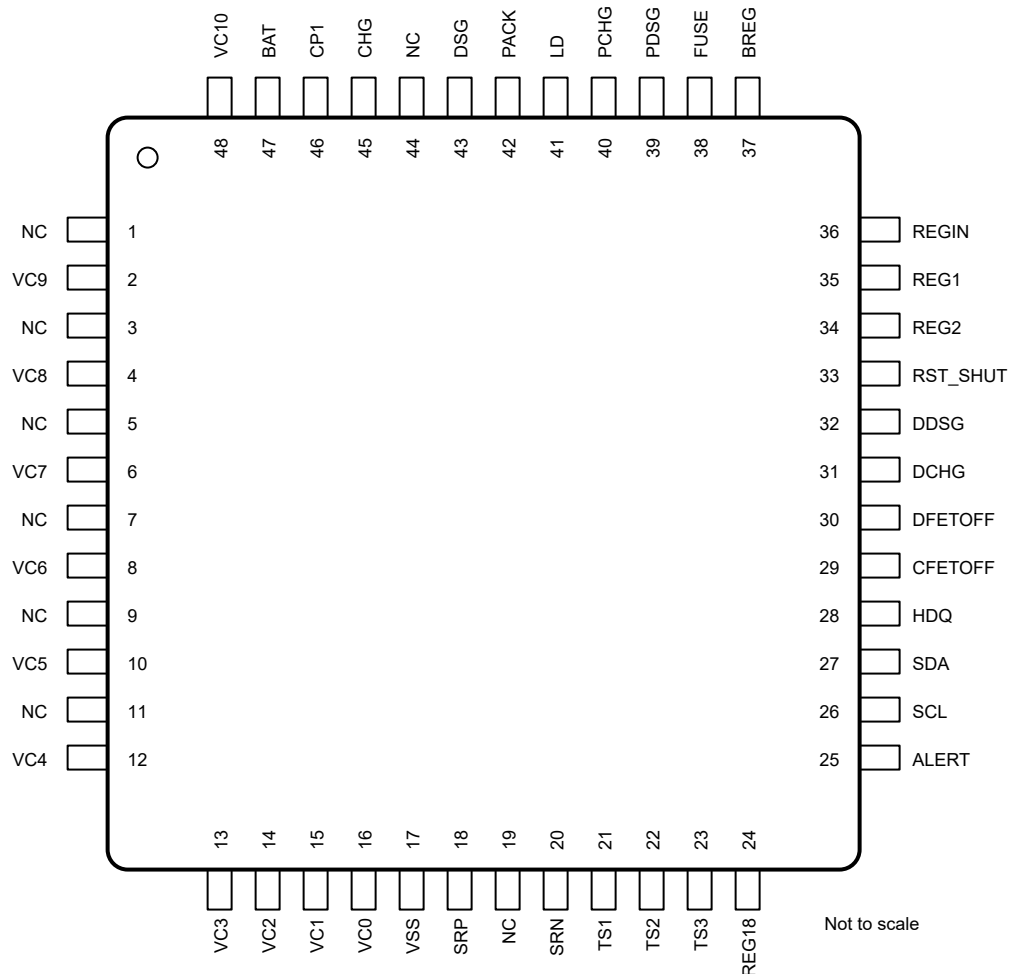 VC10 BAT CP1 CHG NC DSG PACK LD PCHG PDSG FUSE BREG
48 47 46 45 44 43 42 41 40 39 38 37
NC 1 36 REGIN
VC9 2 35 REG1
NC 3 34 REG2
VC8 4 33 RST_SHUT
NC 5 32 DDSG
VC7 6 31 DCHG
NC 7 30 DFETOFF
VC6 8 29 CFETOFF
NC 9 28 HDQ
VC5 10 27 SDA
NC 11 26 SCL
VC4 12 25 ALERT
13 14 15 16 17 18 19 20 21 22 23 24
VC3 VC2 VC1 VC0 VSS SRP NC SRN TS1 TS2 TS3 REG18
Not to scale